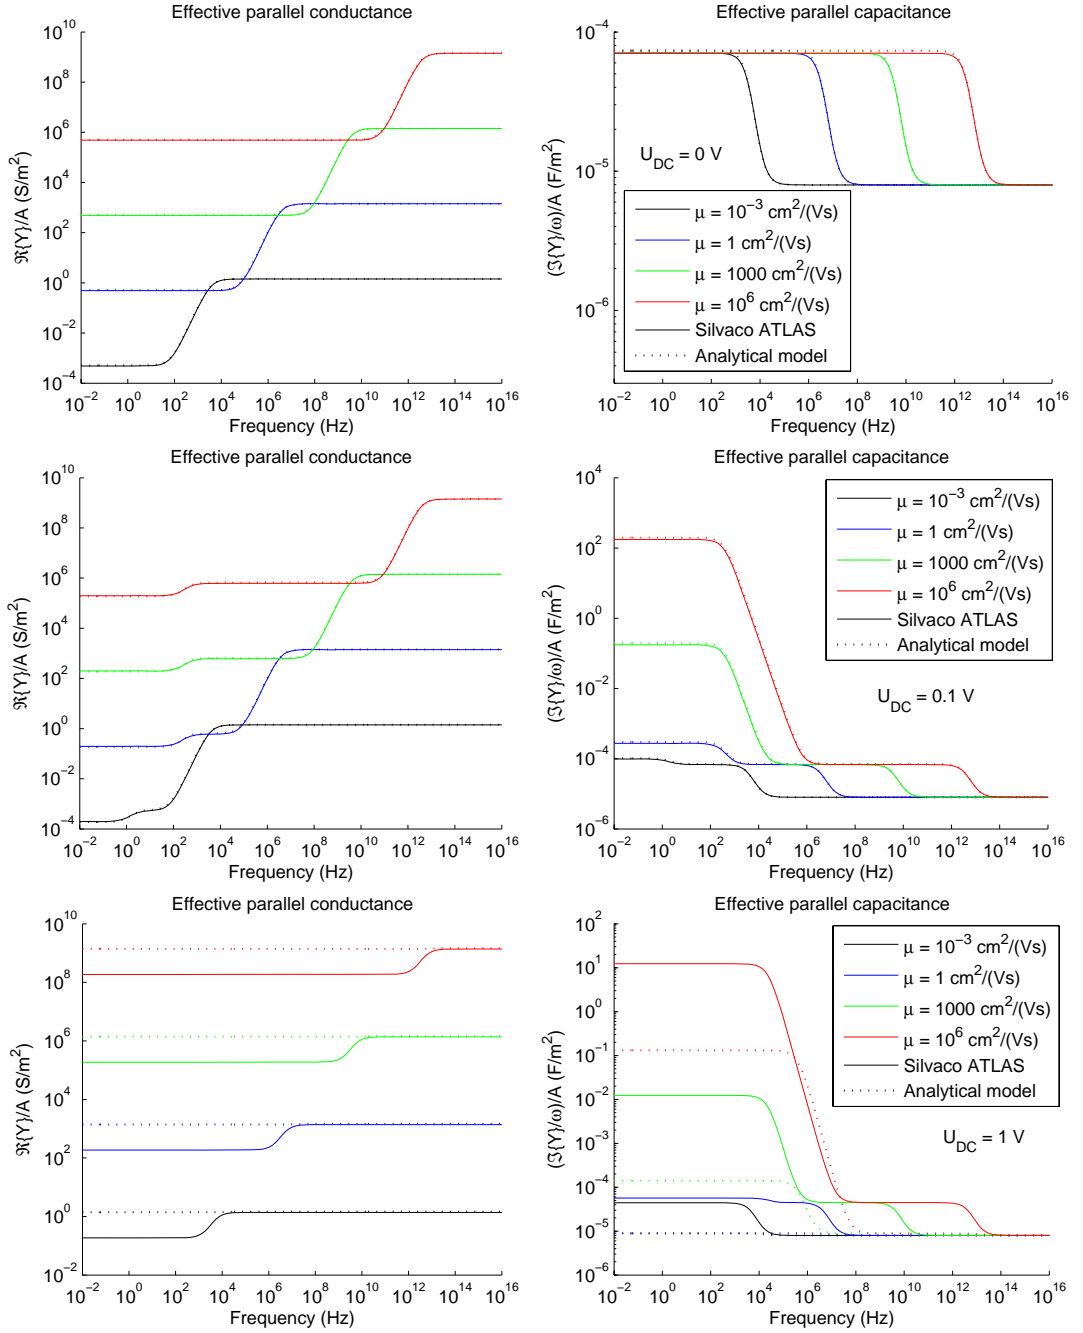 Effective parallel conductance
10^10
10^8
10^6
10^4
10^2
10^0
10^−2
10^−4
ℜ{Y}/A (S/m^2)
10^−2 10^0 10^2 10^4 10^6 10^8 10^10 10^12 10^14 10^16
Frequency (Hz)
Effective parallel capacitance
10^−4
10^−5
10^−6
(ℑ{Y}/ω)/A (F/m^2)
U_DC = 0 V
μ = 10^−3 cm^2/(Vs)
μ = 1 cm^2/(Vs)
μ = 1000 cm^2/(Vs)
μ = 10^6 cm^2/(Vs)
Silvaco ATLAS
Analytical model
10^−2 10^0 10^2 10^4 10^6 10^8 10^10 10^12 10^14 10^16
Frequency (Hz)
Effective parallel conductance
10^10
10^8
10^6
10^4
10^2
10^0
10^−2
10^−4
ℜ{Y}/A (S/m^2)
10^−2 10^0 10^2 10^4 10^6 10^8 10^10 10^12 10^14 10^16
Frequency (Hz)
Effective parallel capacitance
10^4
10^2
10^0
10^−2
10^−4
10^−6
(ℑ{Y}/ω)/A (F/m^2)
μ = 10^−3 cm^2/(Vs)
μ = 1 cm^2/(Vs)
μ = 1000 cm^2/(Vs)
μ = 10^6 cm^2/(Vs)
Silvaco ATLAS
Analytical model
U_DC = 0.1 V
10^−2 10^0 10^2 10^4 10^6 10^8 10^10 10^12 10^14 10^16
Frequency (Hz)
Effective parallel conductance
10^10
10^8
10^6
10^4
10^2
10^0
10^−2
ℜ{Y}/A (S/m^2)
10^−2 10^0 10^2 10^4 10^6 10^8 10^10 10^12 10^14 10^16
Frequency (Hz)
Effective parallel capacitance
10^2
10^1
10^0
10^−1
10^−2
10^−3
10^−4
10^−5
10^−6
(ℑ{Y}/ω)/A (F/m^2)
μ = 10^−3 cm^2/(Vs)
μ = 1 cm^2/(Vs)
μ = 1000 cm^2/(Vs)
μ = 10^6 cm^2/(Vs)
Silvaco ATLAS
Analytical model
U_DC = 1 V
10^−2 10^0 10^2 10^4 10^6 10^8 10^10 10^12 10^14 10^16
Frequency (Hz)